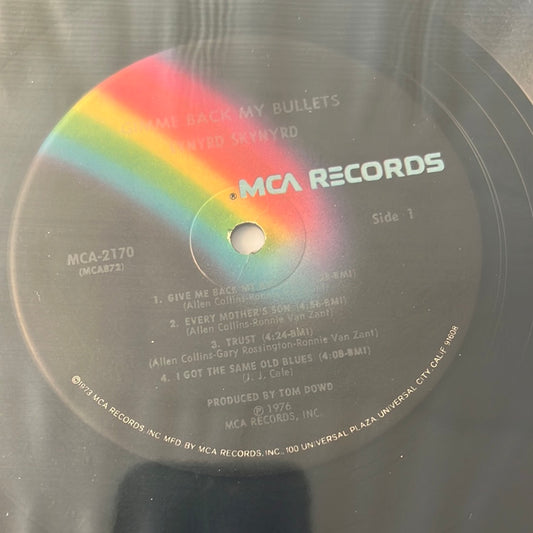 GIMME BACK MY BULLETS
LYNYRD SKYNYRD
MCA RECORDS
®
Side 1
MCA-2170
(MCA872)
1. GIVE ME BACK MY -BMI)
(Allen Collins-Ronnie
2. EVERY MOTHER'S SON (4:56-BMI)
(Allen Collins-Ronnie Van Zant)
3. TRUST (4:24-BMI)
(Allen Collins-Gary Rossington-Ronnie Van Zant)
4. I GOT THE SAME OLD BLUES (4:08-BMI)
(J. J. Cale)
PRODUCED BY TOM DOWD
℗ 1976
MCA RECORDS, INC.
©1973 MCA RECORDS, INC. MFD. BY MCA RECORDS, INC., 100 UNIVERSAL PLAZA, UNIVERSAL CITY, CALIF. 91608